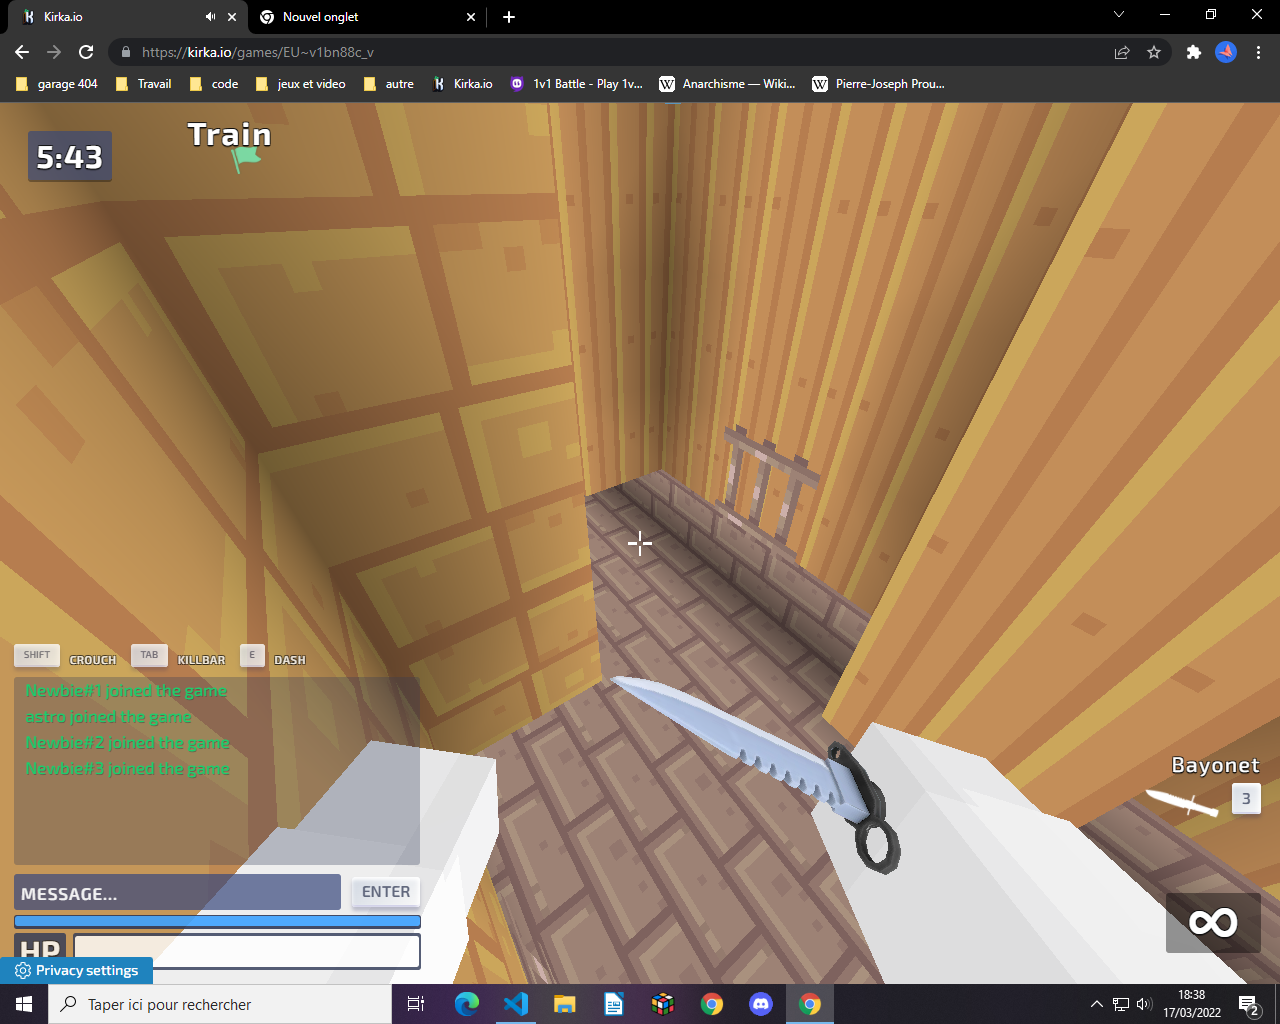 Kirka.io
Nouvel onglet
https://kirka.io/games/EU~v1bn88c_v
garage 404
Travail
code
jeux et video
autre
Kirka.io
1v1 Battle - Play 1v...
W Anarchisme — Wiki...
W Pierre-Joseph Prou...
5:43
Train
SHIFT CROUCH TAB KILLBAR E DASH
Newbie#1 joined the game
astro joined the game
Newbie#2 joined the game
Newbie#3 joined the game
MESSAGE...
ENTER
HP
Privacy settings
Bayonet
3
∞
Taper ici pour rechercher
18:38
17/03/2022
2